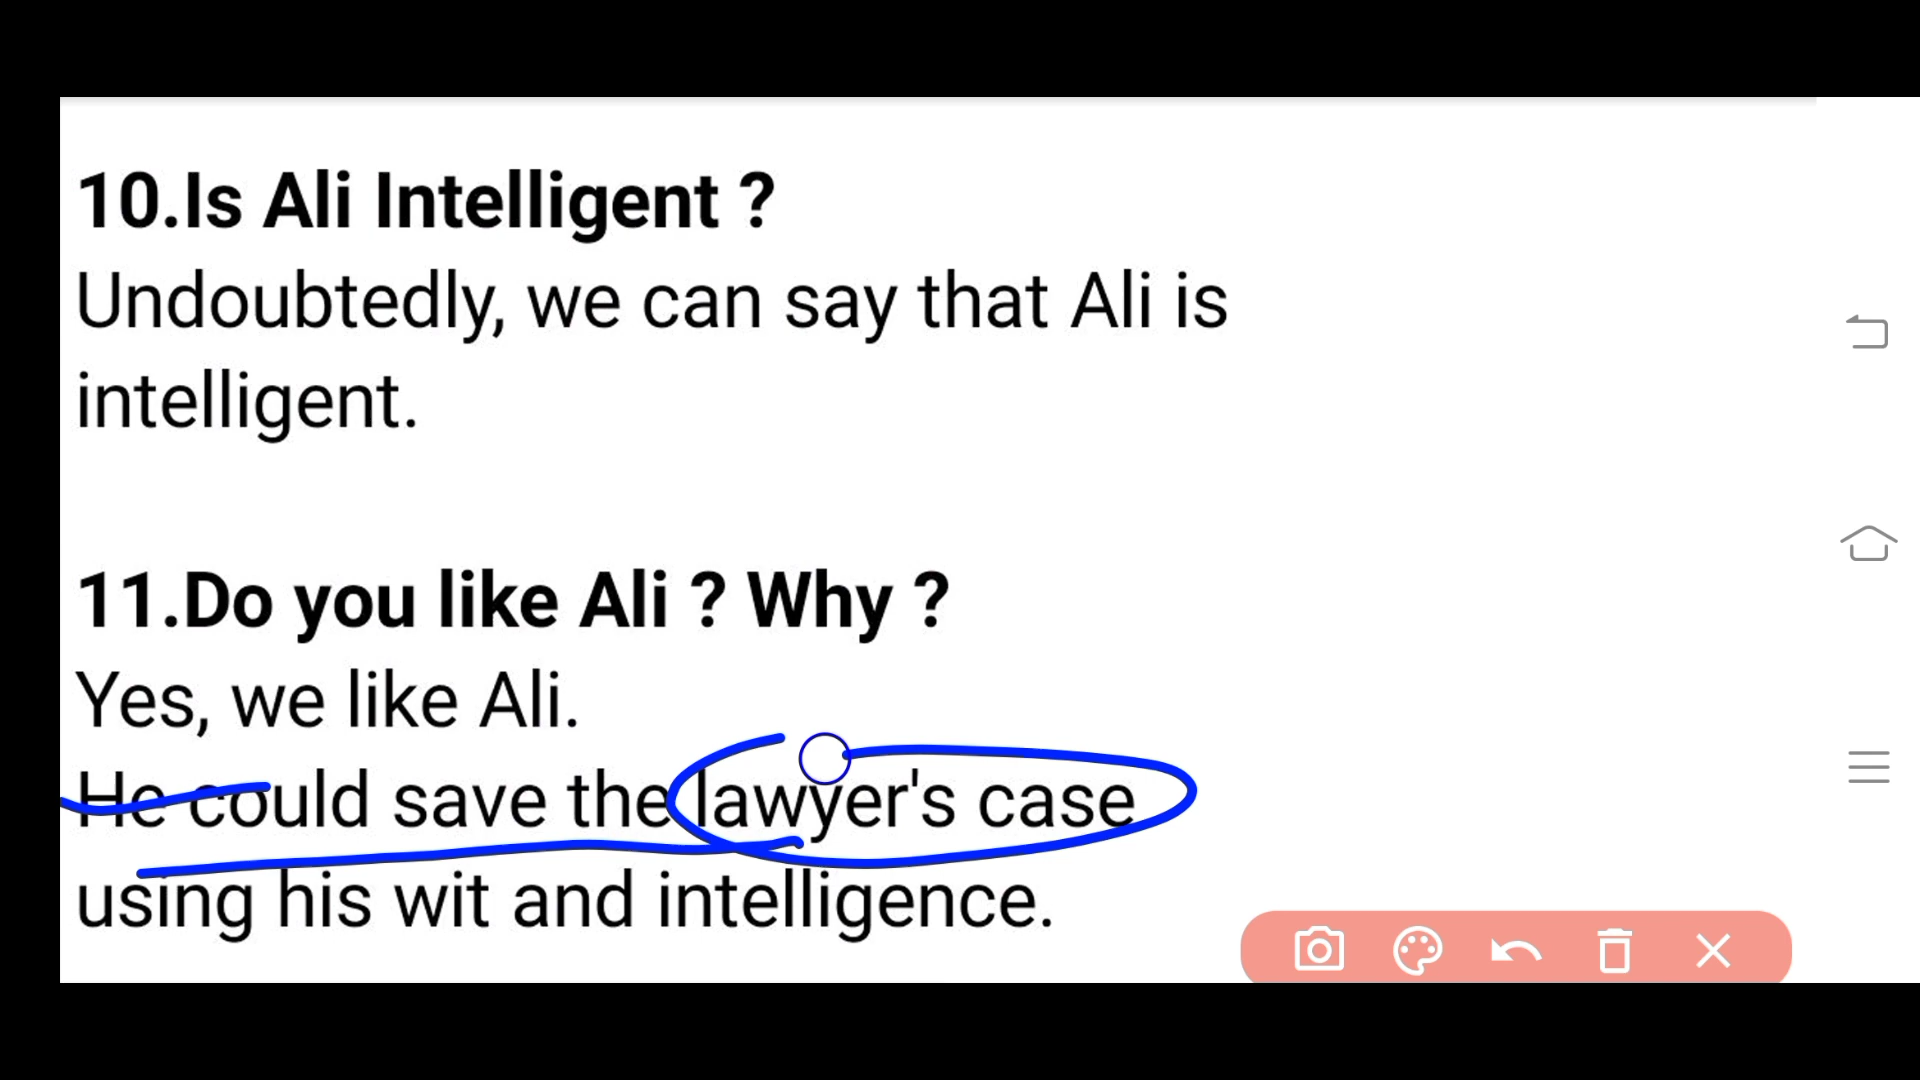 10.Is Ali Intelligent ?
Undoubtedly, we can say that Ali is
intelligent.
11.Do you like Ali ? Why ?
Yes, we like Ali.
He could save the lawyer's case
using his wit and intelligence.